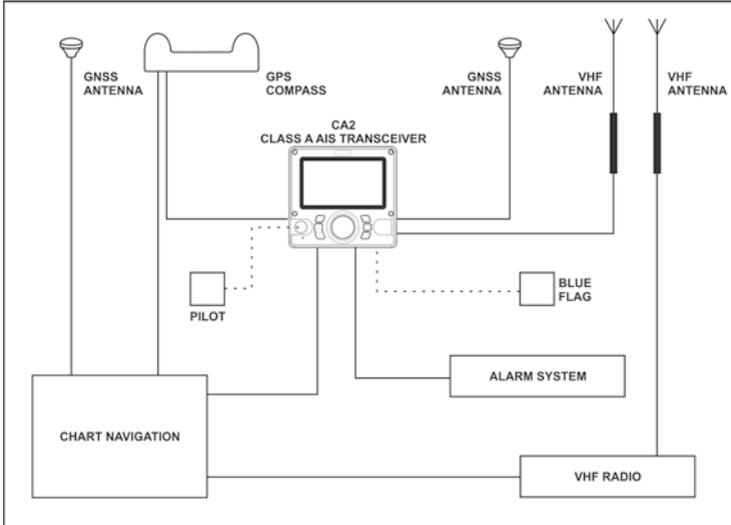 GNSS
ANTENNA
GPS
COMPASS
GNSS
ANTENNA
VHF
ANTENNA
VHF
ANTENNA
CA2
CLASS A AIS TRANSCEIVER
PILOT
BLUE
FLAG
ALARM SYSTEM
CHART NAVIGATION
VHF RADIO